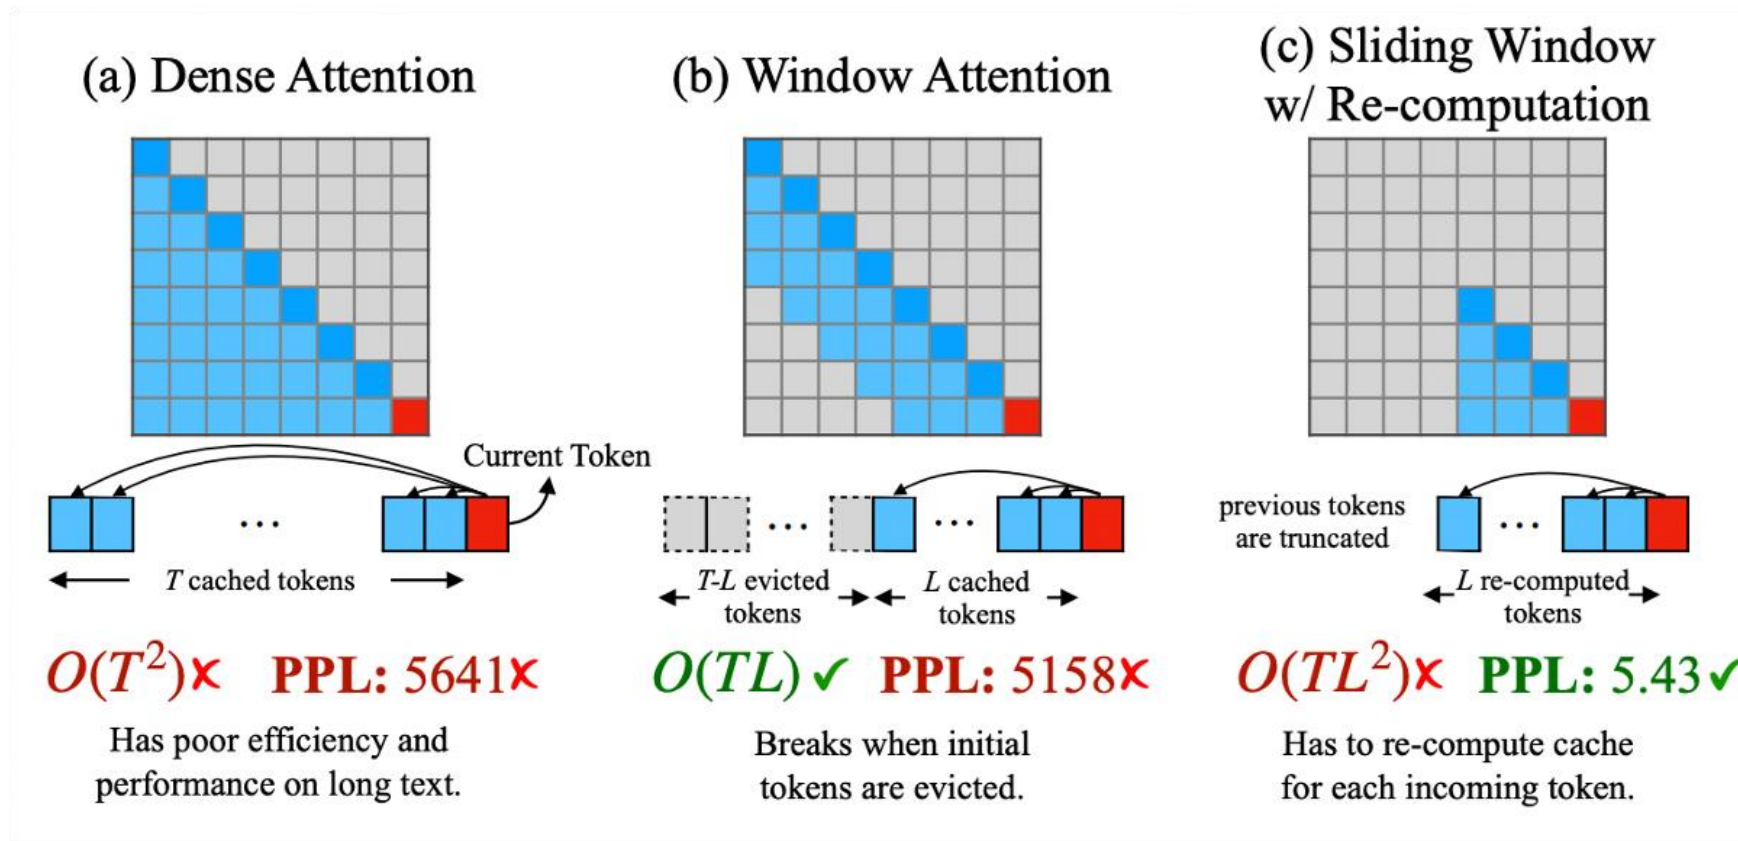 (a) Dense Attention
Current Token
...
T cached tokens
O(T²)✗ PPL: 5641✗
Has poor efficiency and
performance on long text.
(b) Window Attention
... ...
T-L evicted
tokens
L cached
tokens
O(TL)✓ PPL: 5158✗
Breaks when initial
tokens are evicted.
(c) Sliding Window
w/ Re-computation
previous tokens
are truncated
...
L re-computed
tokens
O(TL²)✗ PPL: 5.43✓
Has to re-compute cache
for each incoming token.